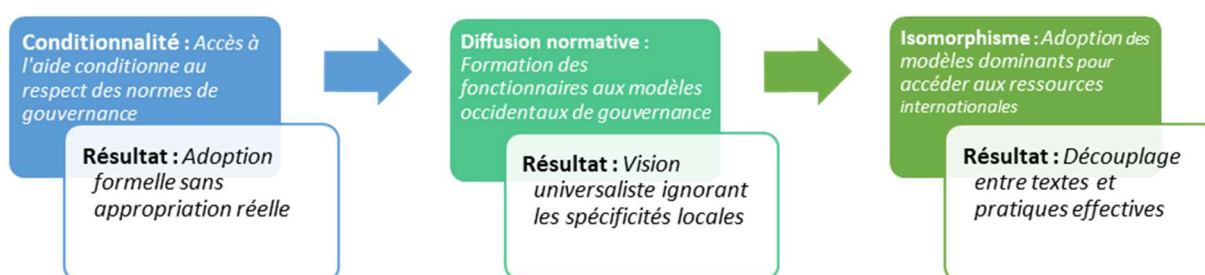 Conditionnalité : Accès à
l'aide conditionne au
respect des normes de
gouvernance
Résultat : Adoption
formelle sans
appropriation réelle
Diffusion normative :
Formation des
fonctionnaires aux modèles
occidentaux de gouvernance
Résultat : Vision
universaliste ignorant
les spécificités locales
Isomorphisme : Adoption des
modèles dominants pour
accéder aux ressources
internationales
Résultat : Découplage
entre textes et
pratiques effectives